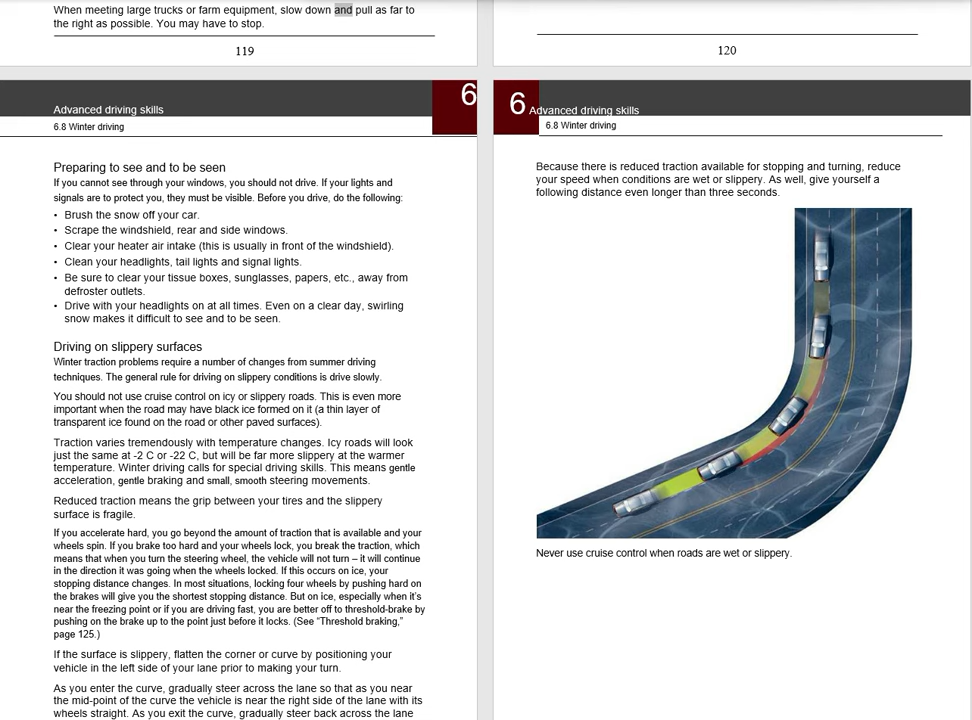 When meeting large trucks or farm equipment, slow down and pull as far to
the right as possible. You may have to stop.
119
120
Advanced driving skills
6
6.8 Winter driving
Preparing to see and to be seen
If you cannot see through your windows, you should not drive. If your lights and
signals are to protect you, they must be visible. Before you drive, do the following:
• Brush the snow off your car.
• Scrape the windshield, rear and side windows.
• Clear your heater air intake (this is usually in front of the windshield).
• Clean your headlights, tail lights and signal lights.
• Be sure to clear your tissue boxes, sunglasses, papers, etc., away from
defroster outlets.
• Drive with your headlights on at all times. Even on a clear day, swirling
snow makes it difficult to see and to be seen.
Driving on slippery surfaces
Winter traction problems require a number of changes from summer driving
techniques. The general rule for driving on slippery conditions is drive slowly.
You should not use cruise control on icy or slippery roads. This is even more
important when the road may have black ice formed on it (a thin layer of
transparent ice found on the road or other paved surfaces).
Traction varies tremendously with temperature changes. Icy roads will look
just the same at -2 C or -22 C, but will be far more slippery at the warmer
temperature. Winter driving calls for special driving skills. This means gentle
acceleration, gentle braking and small, smooth steering movements.
Reduced traction means the grip between your tires and the slippery
surface is fragile.
If you accelerate hard, you go beyond the amount of traction that is available and your
wheels spin. If you brake too hard and your wheels lock, you break the traction, which
means that when you turn the steering wheel, the vehicle will not turn – it will continue
in the direction it was going when the wheels locked. If this occurs on ice, your
stopping distance changes. In most situations, locking four wheels by pushing hard on
the brakes will give you the shortest stopping distance. But on ice, especially when it's
near the freezing point or if you are driving fast, you are better off to threshold-brake by
pushing on the brake up to the point just before it locks. (See “Threshold braking,”
page 125.)
If the surface is slippery, flatten the corner or curve by positioning your
vehicle in the left side of your lane prior to making your turn.
As you enter the curve, gradually steer across the lane so that as you near
the mid-point of the curve the vehicle is near the right side of the lane with its
wheels straight. As you exit the curve, gradually steer back across the lane
6 Advanced driving skills
6.8 Winter driving
Because there is reduced traction available for stopping and turning, reduce
your speed when conditions are wet or slippery. As well, give yourself a
following distance even longer than three seconds.
Never use cruise control when roads are wet or slippery.